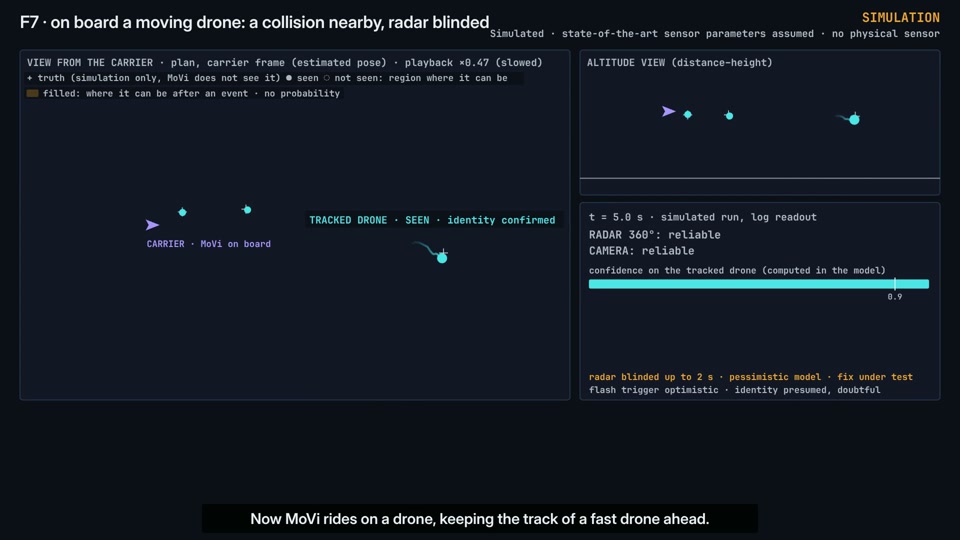 F7 · on board a moving drone: a collision nearby, radar blinded
SIMULATION
Simulated · state-of-the-art sensor parameters assumed · no physical sensor
VIEW FROM THE CARRIER · plan, carrier frame (estimated pose) · playback ×0.47 (slowed)
+ truth (simulation only, MoVi does not see it) ● seen ○ not seen: region where it can be
filled: where it can be after an event · no probability
TRACKED DRONE · SEEN · identity confirmed
CARRIER · MoVi on board
ALTITUDE VIEW (distance-height)
t = 5.0 s · simulated run, log readout
RADAR 360°: reliable
CAMERA: reliable
confidence on the tracked drone (computed in the model)
0.9
radar blinded up to 2 s · pessimistic model · fix under test
flash trigger optimistic · identity presumed, doubtful
Now MoVi rides on a drone, keeping the track of a fast drone ahead.